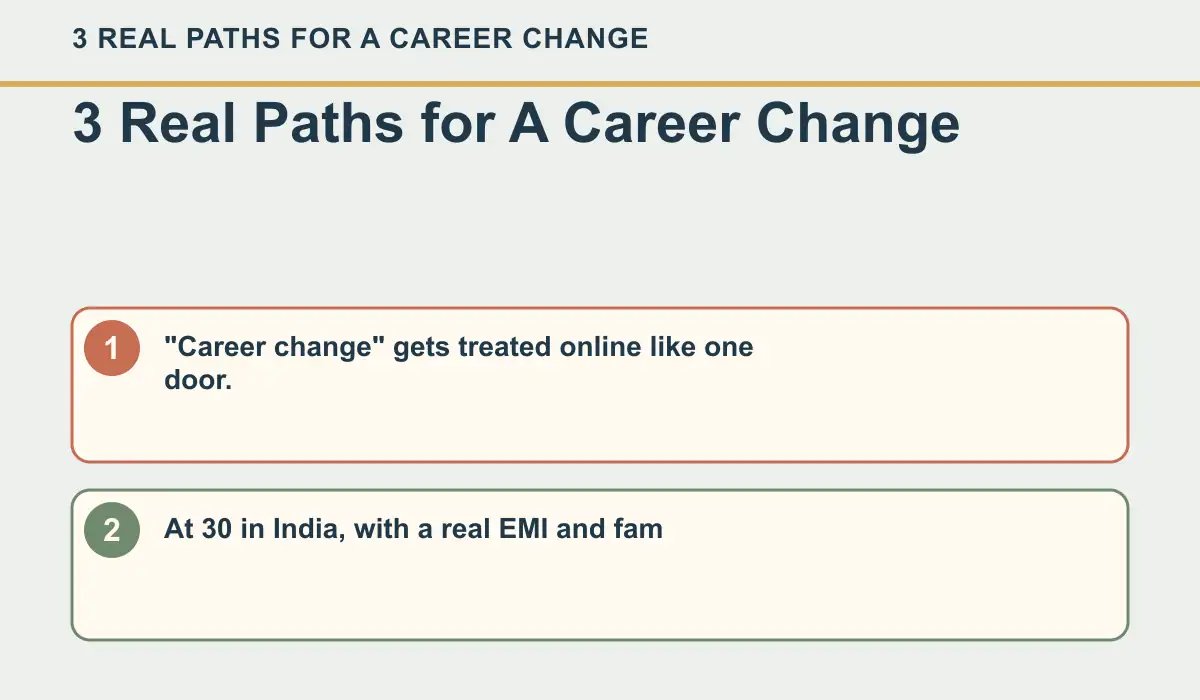 3 REAL PATHS FOR A CAREER CHANGE
3 Real Paths for A Career Change
1
"Career change" gets treated online like one
door.
2
At 30 in India, with a real EMI and fam